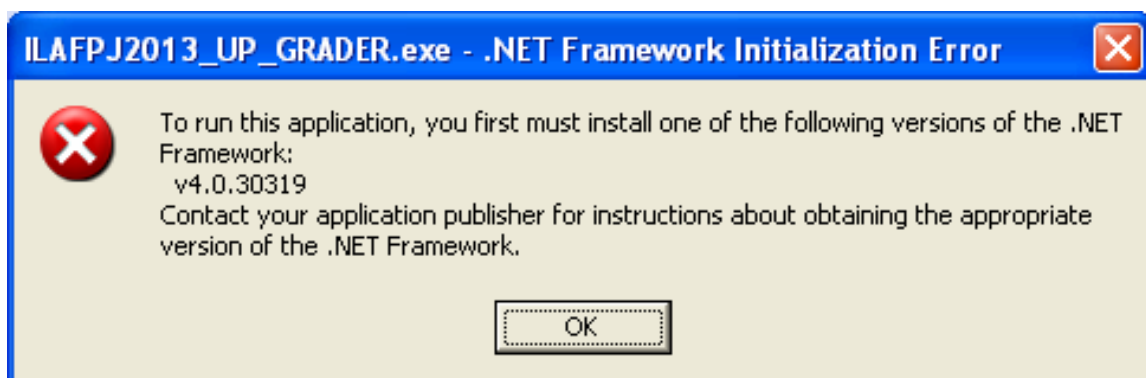 ILAFPJ2013_UP_GRADER.exe - .NET Framework Initialization Error
To run this application, you first must install one of the following versions of the .NET
Framework:
v4.0.30319
Contact your application publisher for instructions about obtaining the appropriate
version of the .NET Framework.
OK